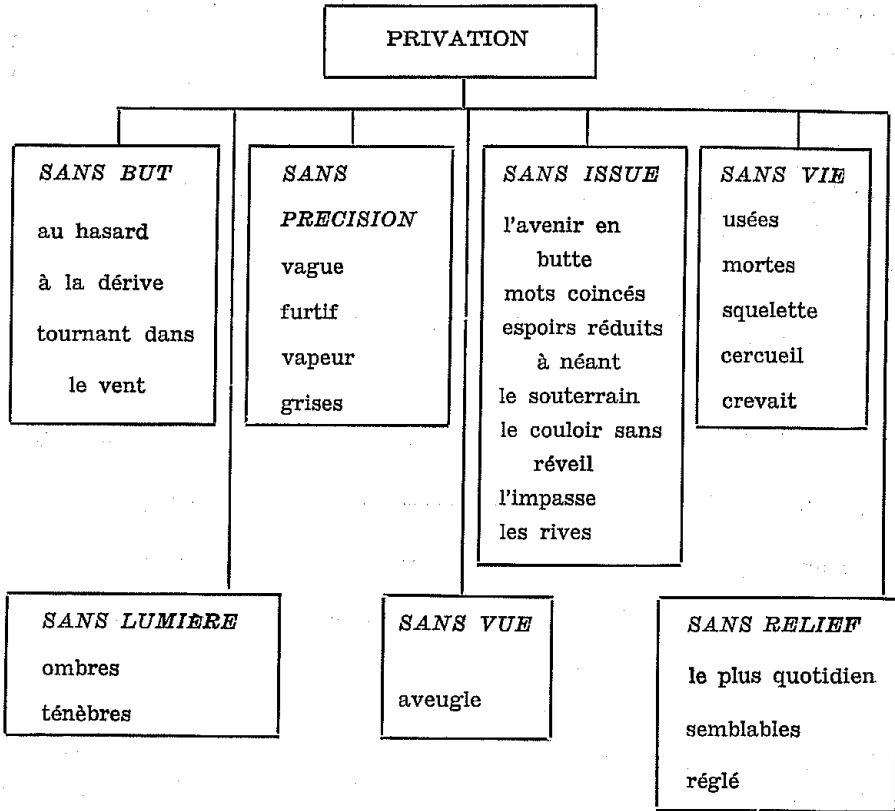 PRIVATION
SANS BUT
au hasard
à la dérive
tournant dans
le vent
SANS
PRECISION
vague
furtif
vapeur
grises
SANS ISSUE
l'avenir en
butte
mots coincés
espoirs réduits
à néant
le souterrain
le couloir sans
réveil
l'impasse
les rives
SANS VIE
usées
mortes
squelette
cercueil
crevait
SANS LUMIÈRE
ombres
ténèbres
SANS VUE
aveugle
SANS RELIEF
le plus quotidien
semblables
réglé